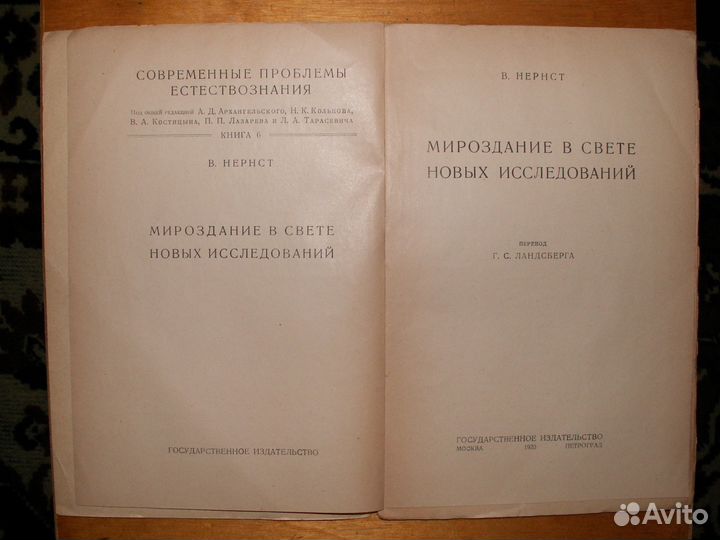 СОВРЕМЕННЫЕ ПРОБЛЕМЫ
ЕСТЕСТВОЗНАНИЯ
Под общей редакцией А. Д. Архангельского, Н. К. Кольцова,
В. А. Костицына, П. П. Лазарева и Л. А. Тарасевича
КНИГА 6
В. НЕРНСТ
МИРОЗДАНИЕ В СВЕТЕ
НОВЫХ ИССЛЕДОВАНИЙ
ГОСУДАРСТВЕННОЕ ИЗДАТЕЛЬСТВО
В. НЕРНСТ
МИРОЗДАНИЕ В СВЕТЕ
НОВЫХ ИССЛЕДОВАНИЙ
ПЕРЕВОД
Г. С. ЛАНДСБЕРГА
ГОСУДАРСТВЕННОЕ ИЗДАТЕЛЬСТВО
МОСКВА 1923 ПЕТРОГРАД
Avito